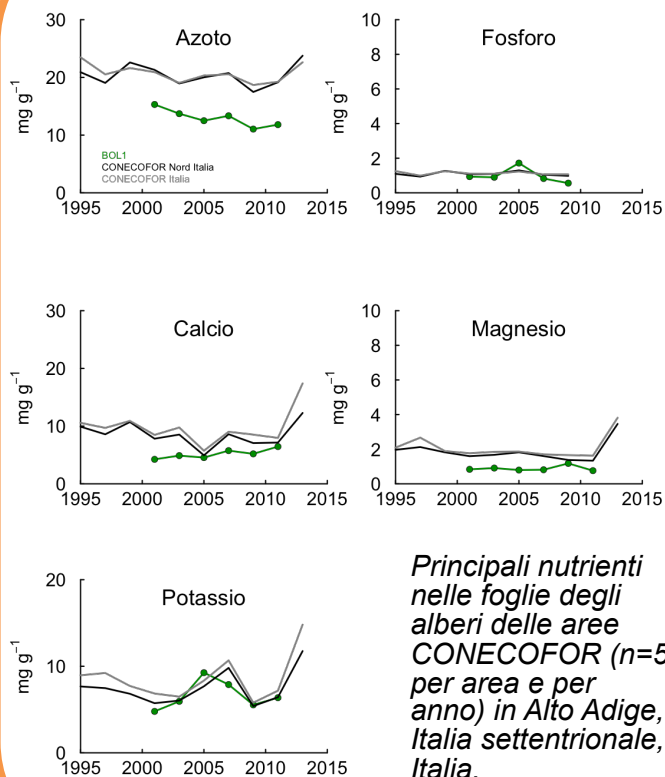 Azoto
30
20
10
0
mg g⁻¹
BOL1
CONECOFOR Nord Italia
CONECOFOR Italia
1995 2000 2005 2010 2015
Fosforo
10
8
6
4
2
0
mg g⁻¹
1995 2000 2005 2010 2015
Calcio
30
20
10
0
mg g⁻¹
1995 2000 2005 2010 2015
Magnesio
10
8
6
4
2
0
mg g⁻¹
1995 2000 2005 2010 2015
Potassio
20
10
0
mg g⁻¹
1995 2000 2005 2010 2015
Principali nutrienti
nelle foglie degli
alberi delle aree
CONECOFOR (n=5
per area e per
anno) in Alto Adige,
Italia settentrionale,
Italia.